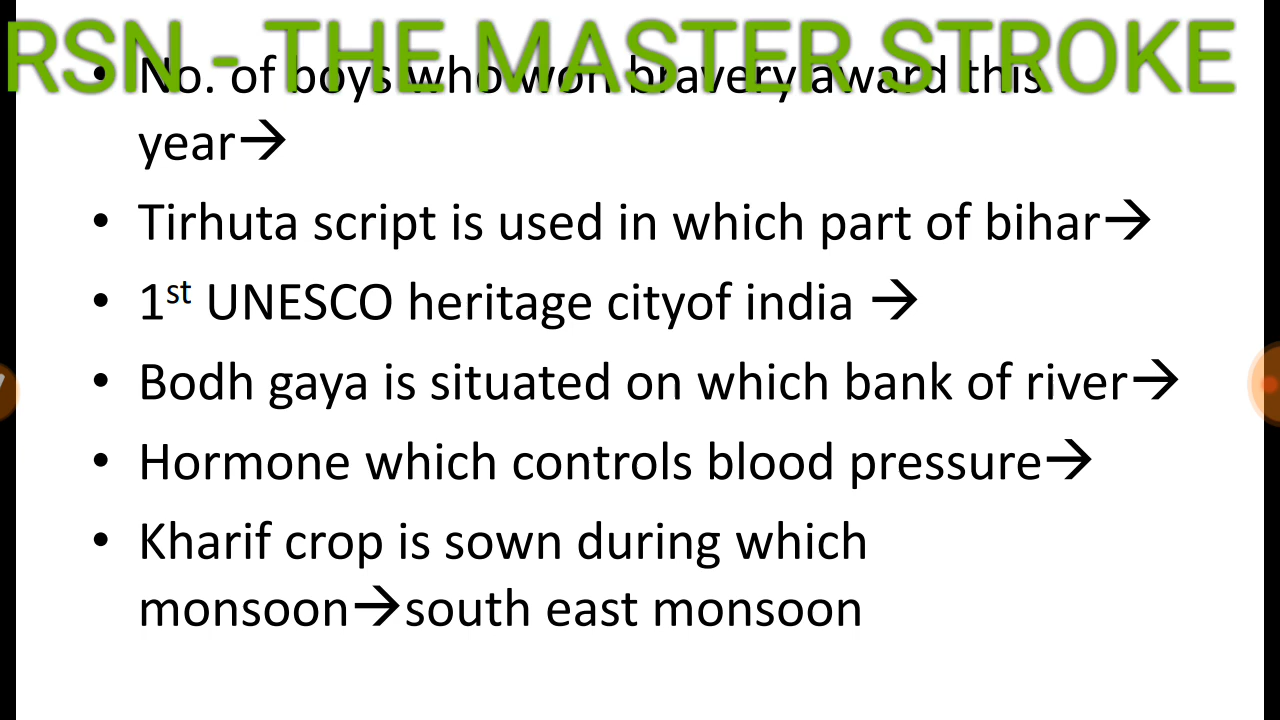 RSN - THE MASTER STROKE
• No. of boys who won bravery award this
year→
• Tirhuta script is used in which part of bihar→
• 1st UNESCO heritage cityof india →
• Bodh gaya is situated on which bank of river→
• Hormone which controls blood pressure→
• Kharif crop is sown during which
monsoon→south east monsoon